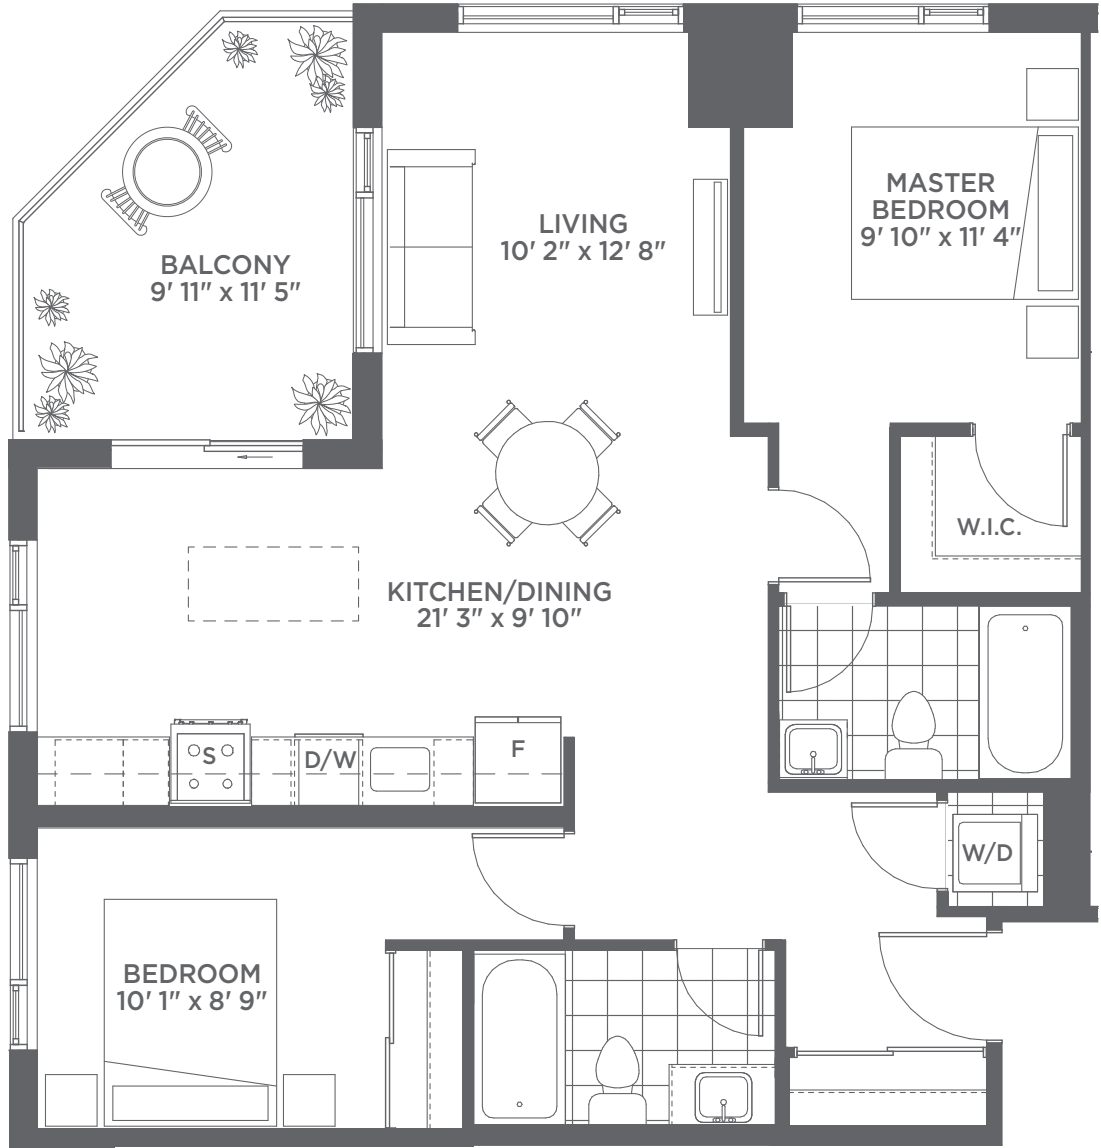 MASTER
BEDROOM
9' 10" x 11' 4"
LIVING
10' 2" x 12' 8"
BALCONY
9' 11" x 11' 5"
W.I.C.
KITCHEN/DINING
21' 3" x 9' 10"
S
D/W
F
W/D
BEDROOM
10' 1" x 8' 9"